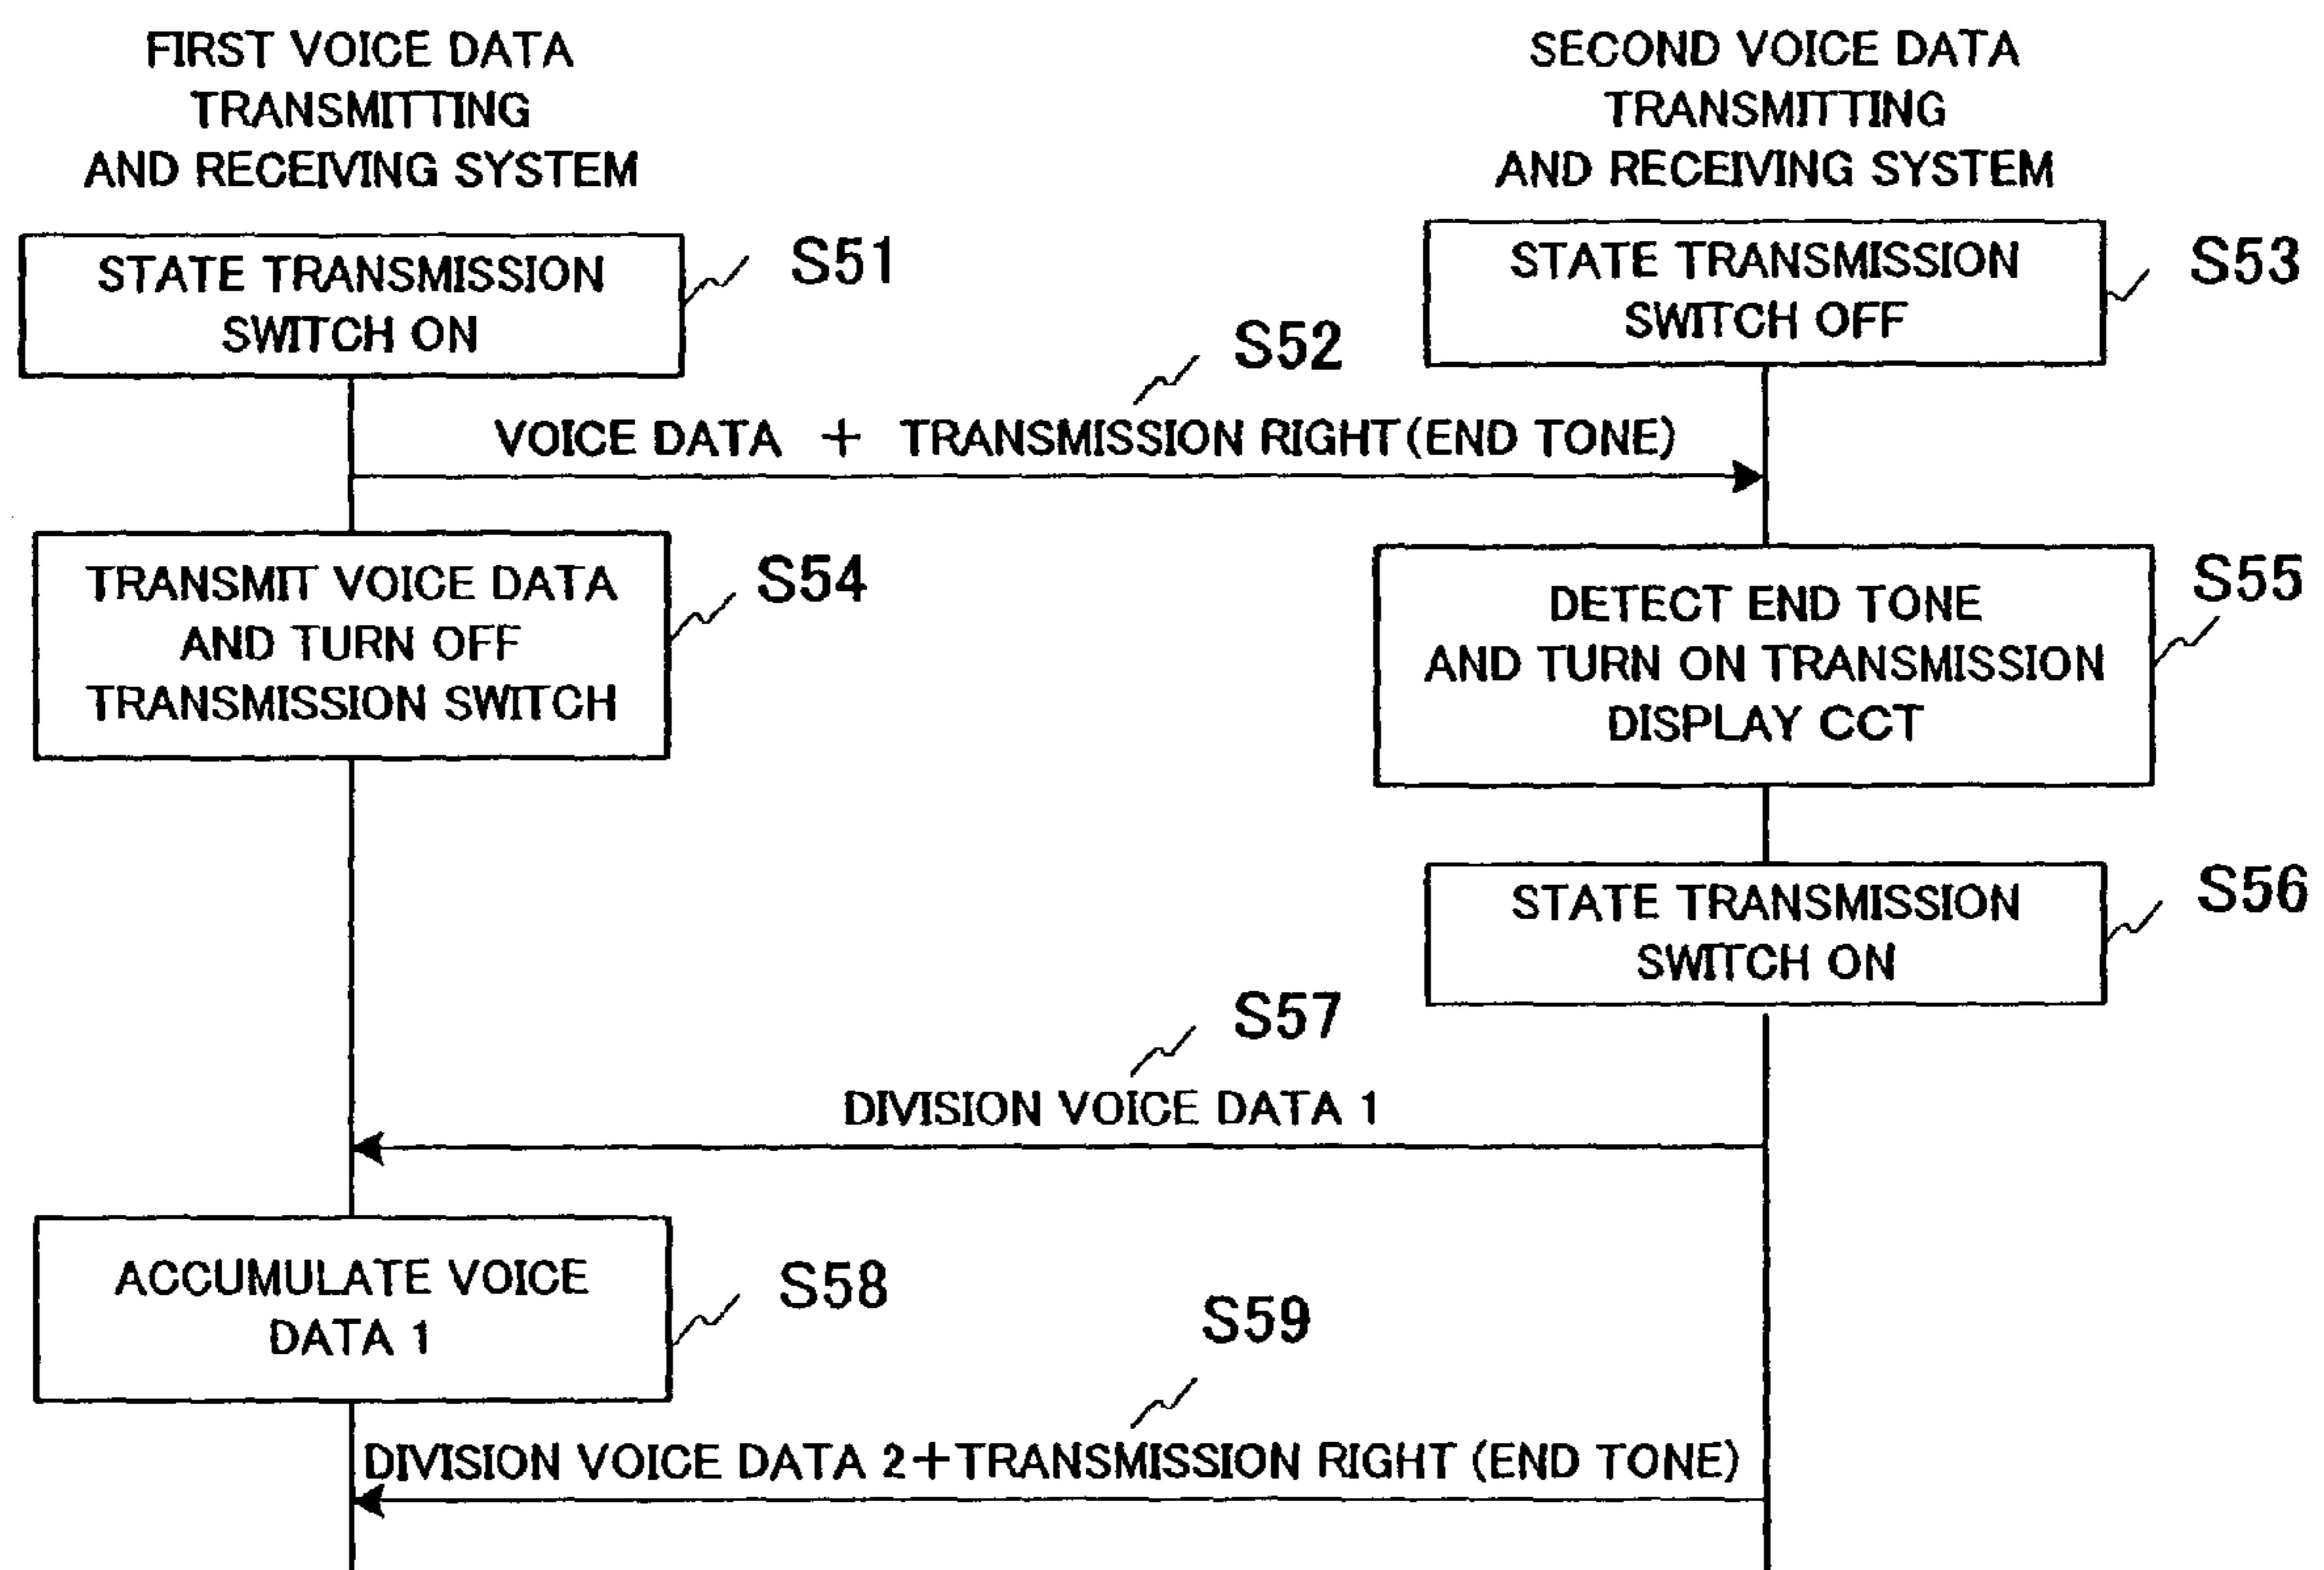 FIRST VOICE DATA
TRANSMITTING
AND RECEIVING SYSTEM
SECOND VOICE DATA
TRANSMITTING
AND RECEIVING SYSTEM
STATE TRANSMISSION
SWITCH ON
S51
STATE TRANSMISSION
SWITCH OFF
S53
S52
VOICE DATA + TRANSMISSION RIGHT(END TONE)
TRANSMIT VOICE DATA
AND TURN OFF
TRANSMISSION SWITCH
S54
DETECT END TONE
AND TURN ON TRANSMISSION
DISPLAY CCT
S55
STATE TRANSMISSION
SWITCH ON
S56
S57
DIVISION VOICE DATA 1
ACCUMULATE VOICE
DATA 1
S58
S59
DIVISION VOICE DATA 2+TRANSMISSION RIGHT (END TONE)